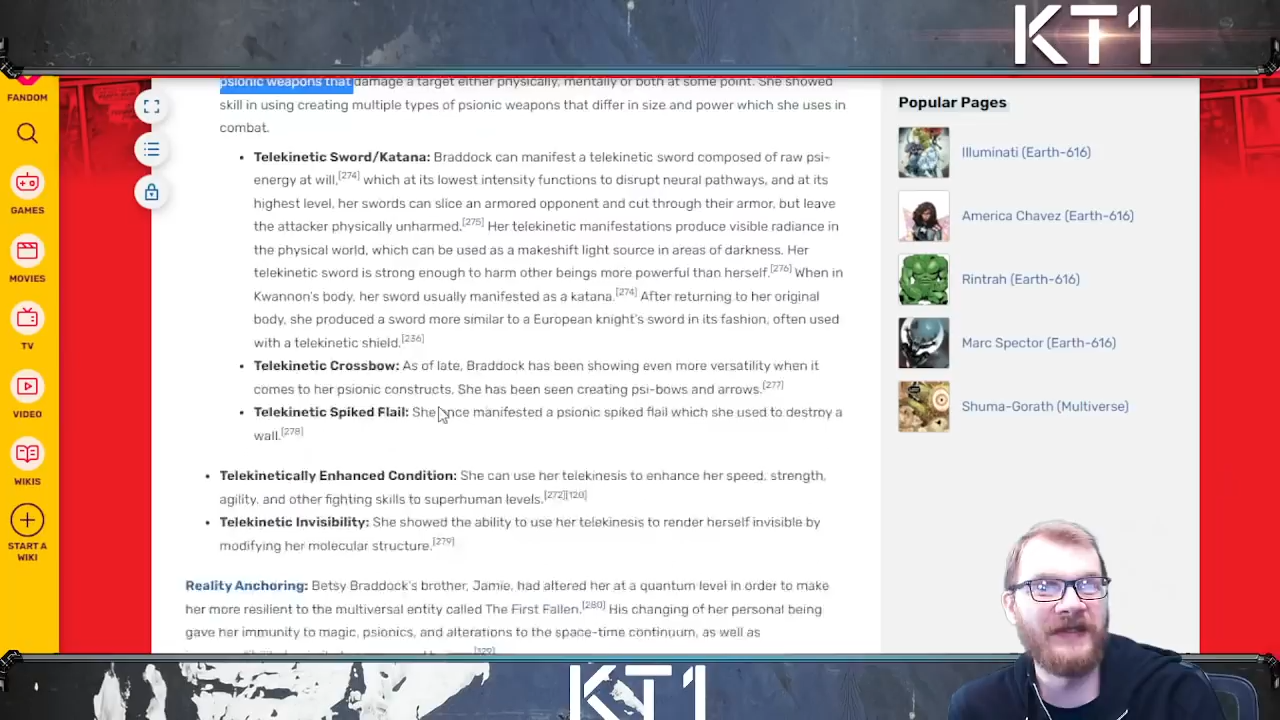 KT1
FANDOM
GAMES
MOVIES
TV
VIDEO
WIKIS
START A
WIKI
psionic weapons that damage a target either physically, mentally or both at some point. She showed
skill in using creating multiple types of psionic weapons that differ in size and power which she uses in
combat.
• Telekinetic Sword/Katana: Braddock can manifest a telekinetic sword composed of raw psi-
energy at will,[274] which at its lowest intensity functions to disrupt neural pathways, and at its
highest level, her swords can slice an armored opponent and cut through their armor, but leave
the attacker physically unharmed.[275] Her telekinetic manifestations produce visible radiance in
the physical world, which can be used as a makeshift light source in areas of darkness. Her
telekinetic sword is strong enough to harm other beings more powerful than herself.[276] When in
Kwannon's body, her sword usually manifested as a katana.[274] After returning to her original
body, she produced a sword more similar to a European knight's sword in its fashion, often used
with a telekinetic shield.[236]
• Telekinetic Crossbow: As of late, Braddock has been showing even more versatility when it
comes to her psionic constructs. She has been seen creating psi-bows and arrows.[277]
• Telekinetic Spiked Flail: She once manifested a psionic spiked flail which she used to destroy a
wall.[278]
• Telekinetically Enhanced Condition: She can use her telekinesis to enhance her speed, strength,
agility, and other fighting skills to superhuman levels.[272][120]
• Telekinetic Invisibility: She showed the ability to use her telekinesis to render herself invisible by
modifying her molecular structure.[279]
Reality Anchoring: Betsy Braddock's brother, Jamie, had altered her at a quantum level in order to make
her more resilient to the multiversal entity called The First Fallen.[280] His changing of her personal being
gave her immunity to magic, psionics, and alterations to the space-time continuum, as well as
[329]
Popular Pages
Illuminati (Earth-616)
America Chavez (Earth-616)
Rintrah (Earth-616)
Marc Spector (Earth-616)
Shuma-Gorath (Multiverse)
KT1